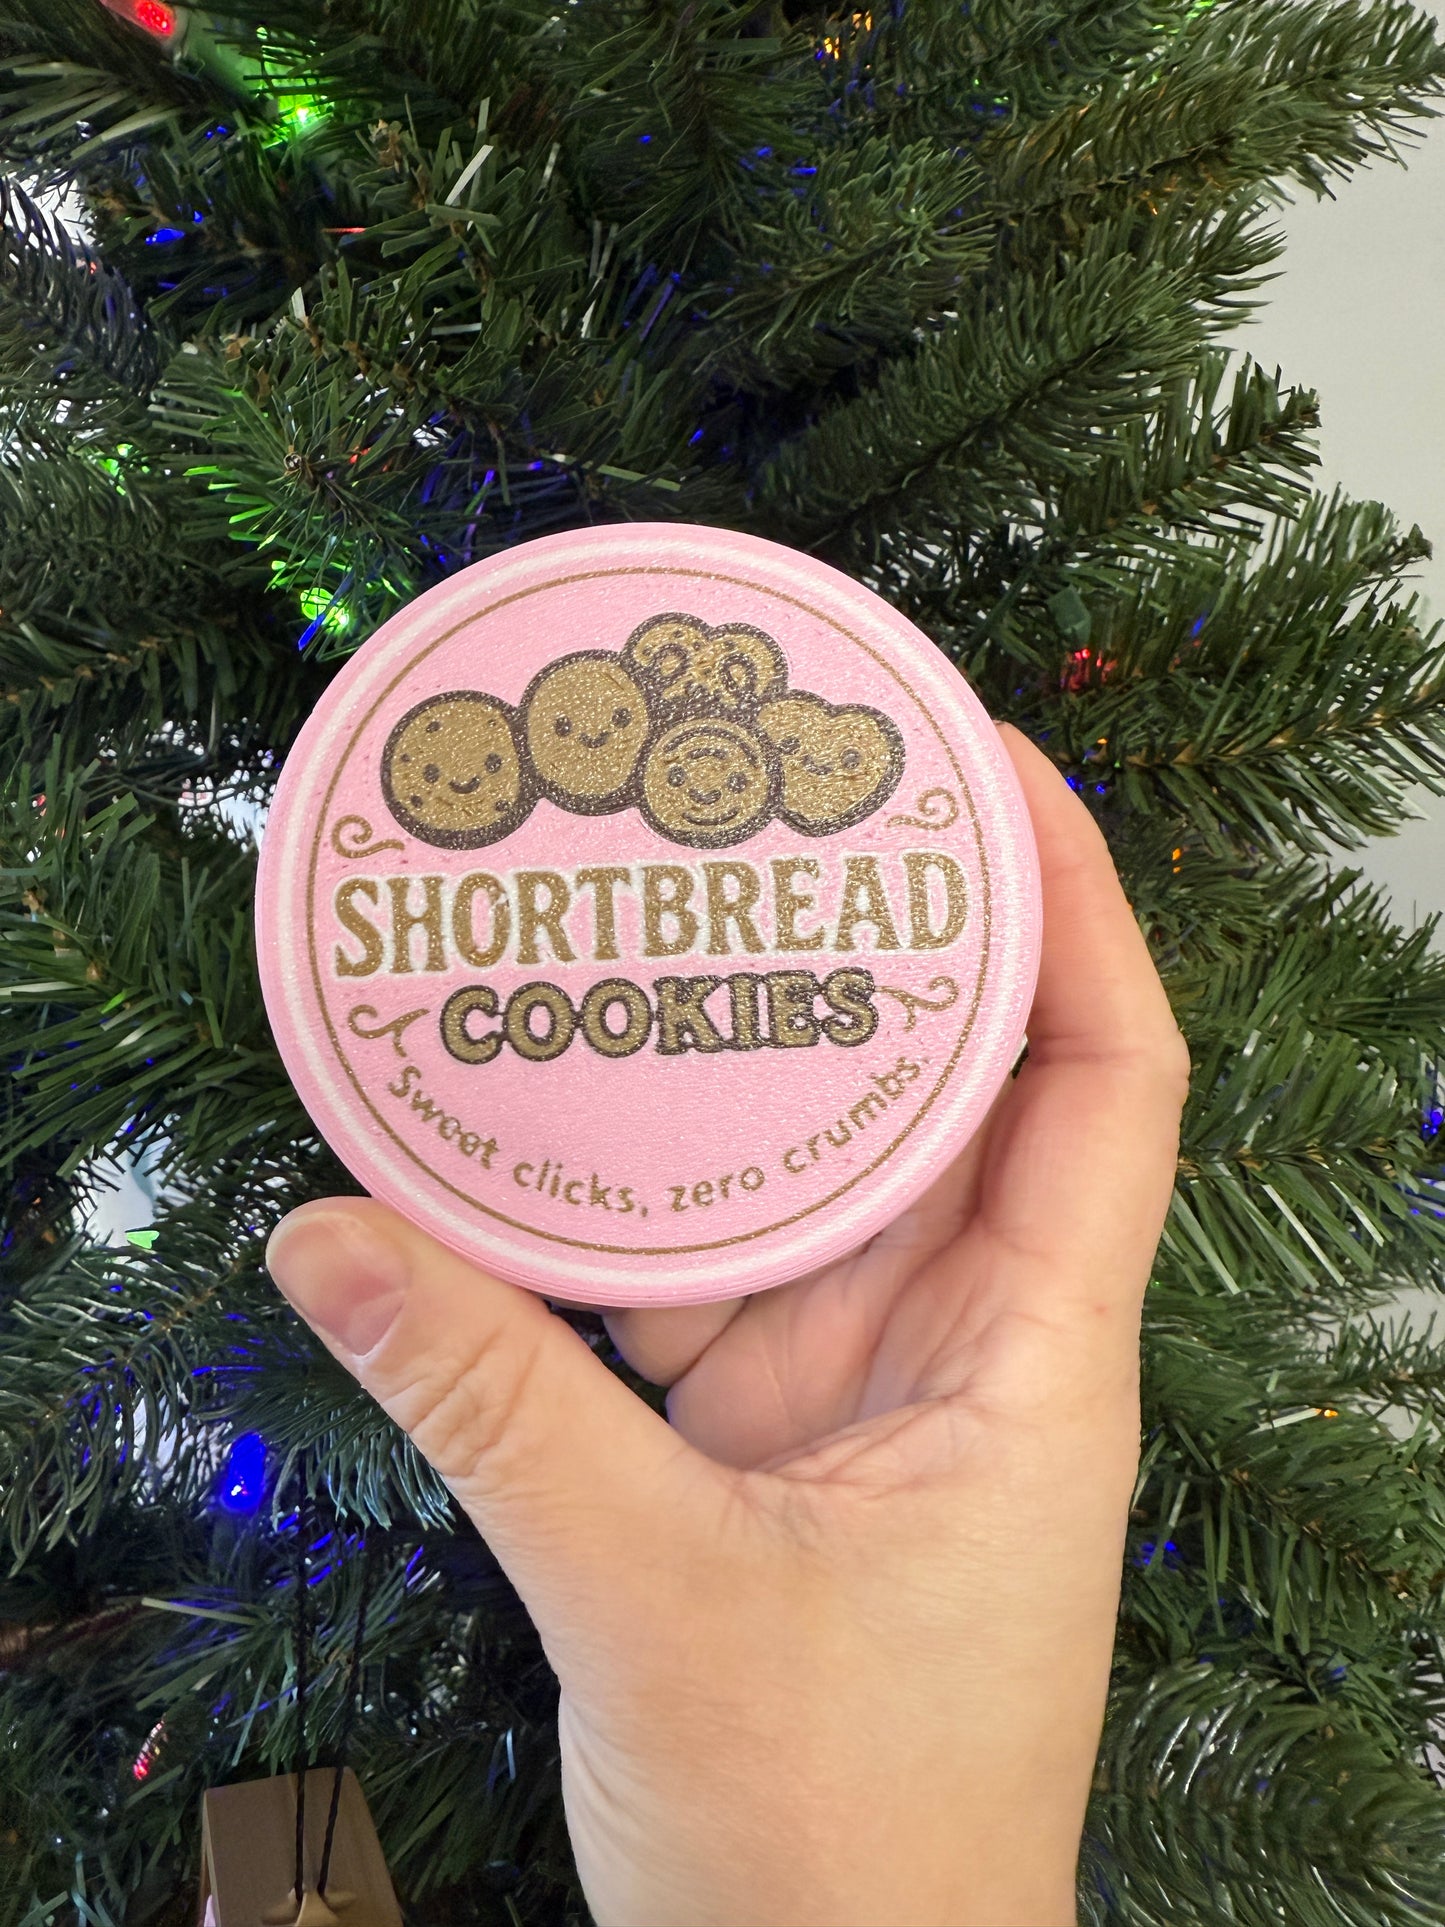 SHORTBREAD
COOKIES
Sweet clicks, zero crumbs.